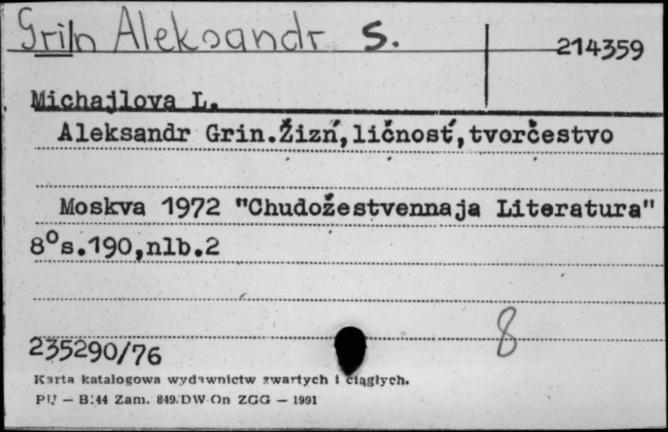 Grin Aleksandr S.
214359
Michajlova L.
Aleksandr Grin.Žizń,ličnosť,tvorčestvo
Moskva 1972 "Chudožestvennaja Literatura"
8⁰s.190,nlb.2
8
235290/76
Karta katalogowa wydawnictw zwartych i ciągłych.
PU — B:44 Zam. 849/DW-On ZGG — 1991